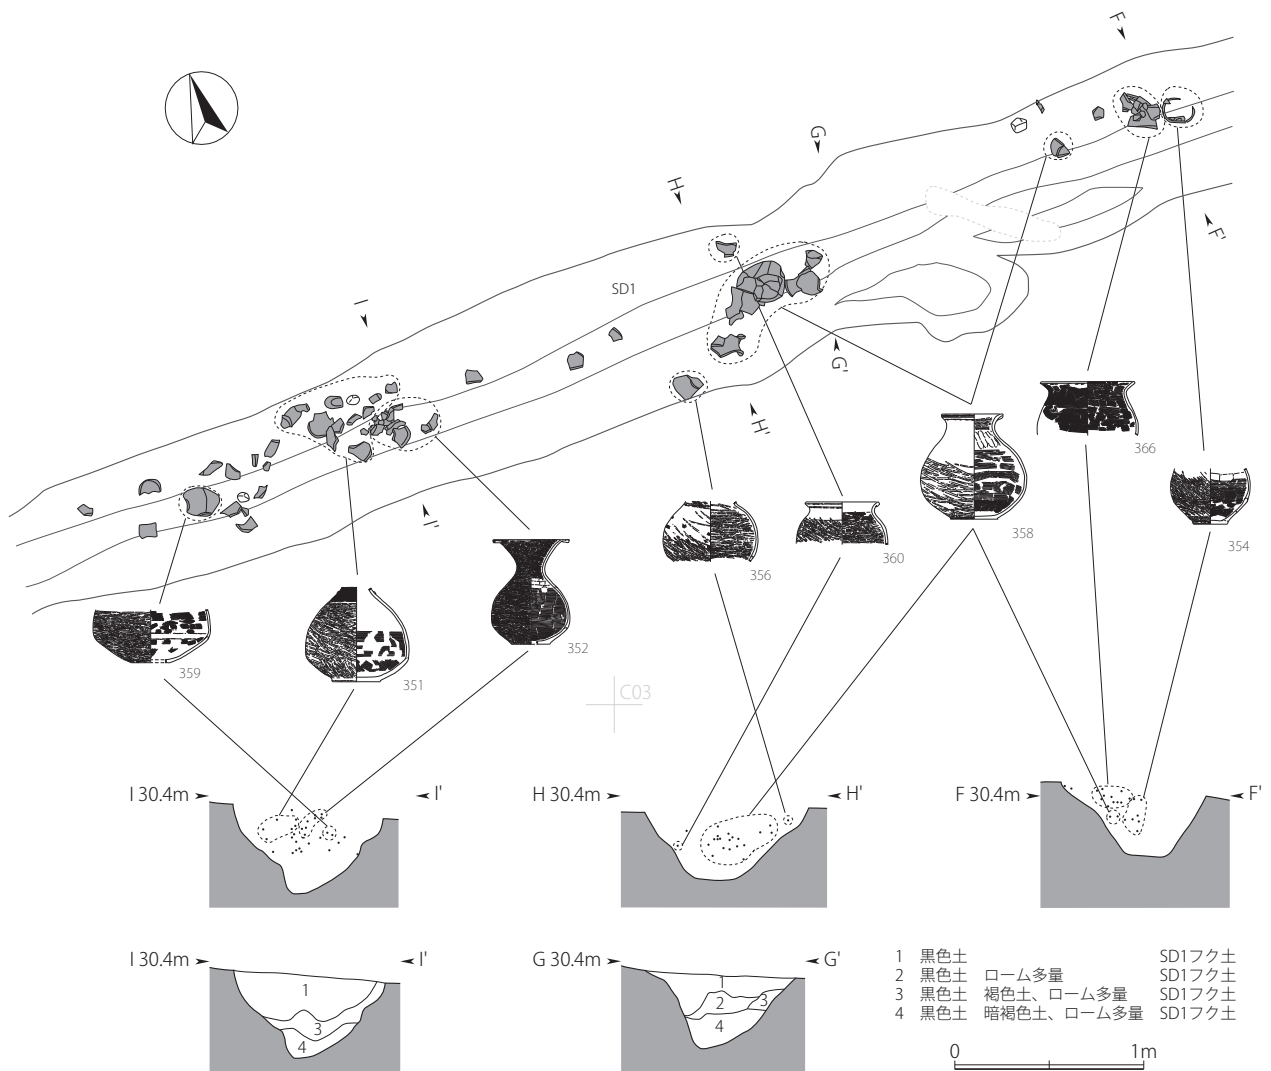 F
G
H
F'
SD1
I
G'
H'
I'
366
358
354
360
356
352
351
359
C03
I 30.4m I'
H 30.4m H'
F 30.4m F'
I 30.4m I'
G 30.4m G'
1
3
4
1
2
3
4
1 黒色土 SD1フク土
2 黒色土 ローム多量 SD1フク土
3 黒色土 褐色土、ローム多量 SD1フク土
4 黒色土 暗褐色土、ローム多量 SD1フク土
0 1m